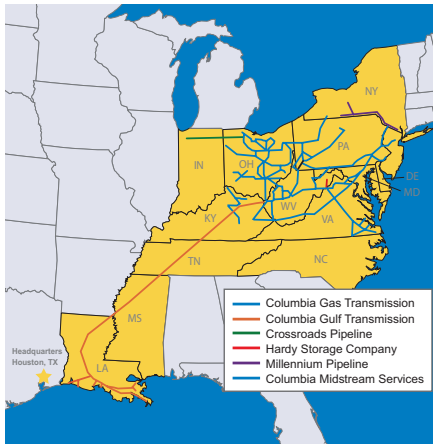 NY
PA
IN
OH
DE
MD
WV
KY
VA
TN
NC
MS
LA
Headquarters
Houston, TX
Columbia Gas Transmission
Columbia Gulf Transmission
Crossroads Pipeline
Hardy Storage Company
Millennium Pipeline
Columbia Midstream Services